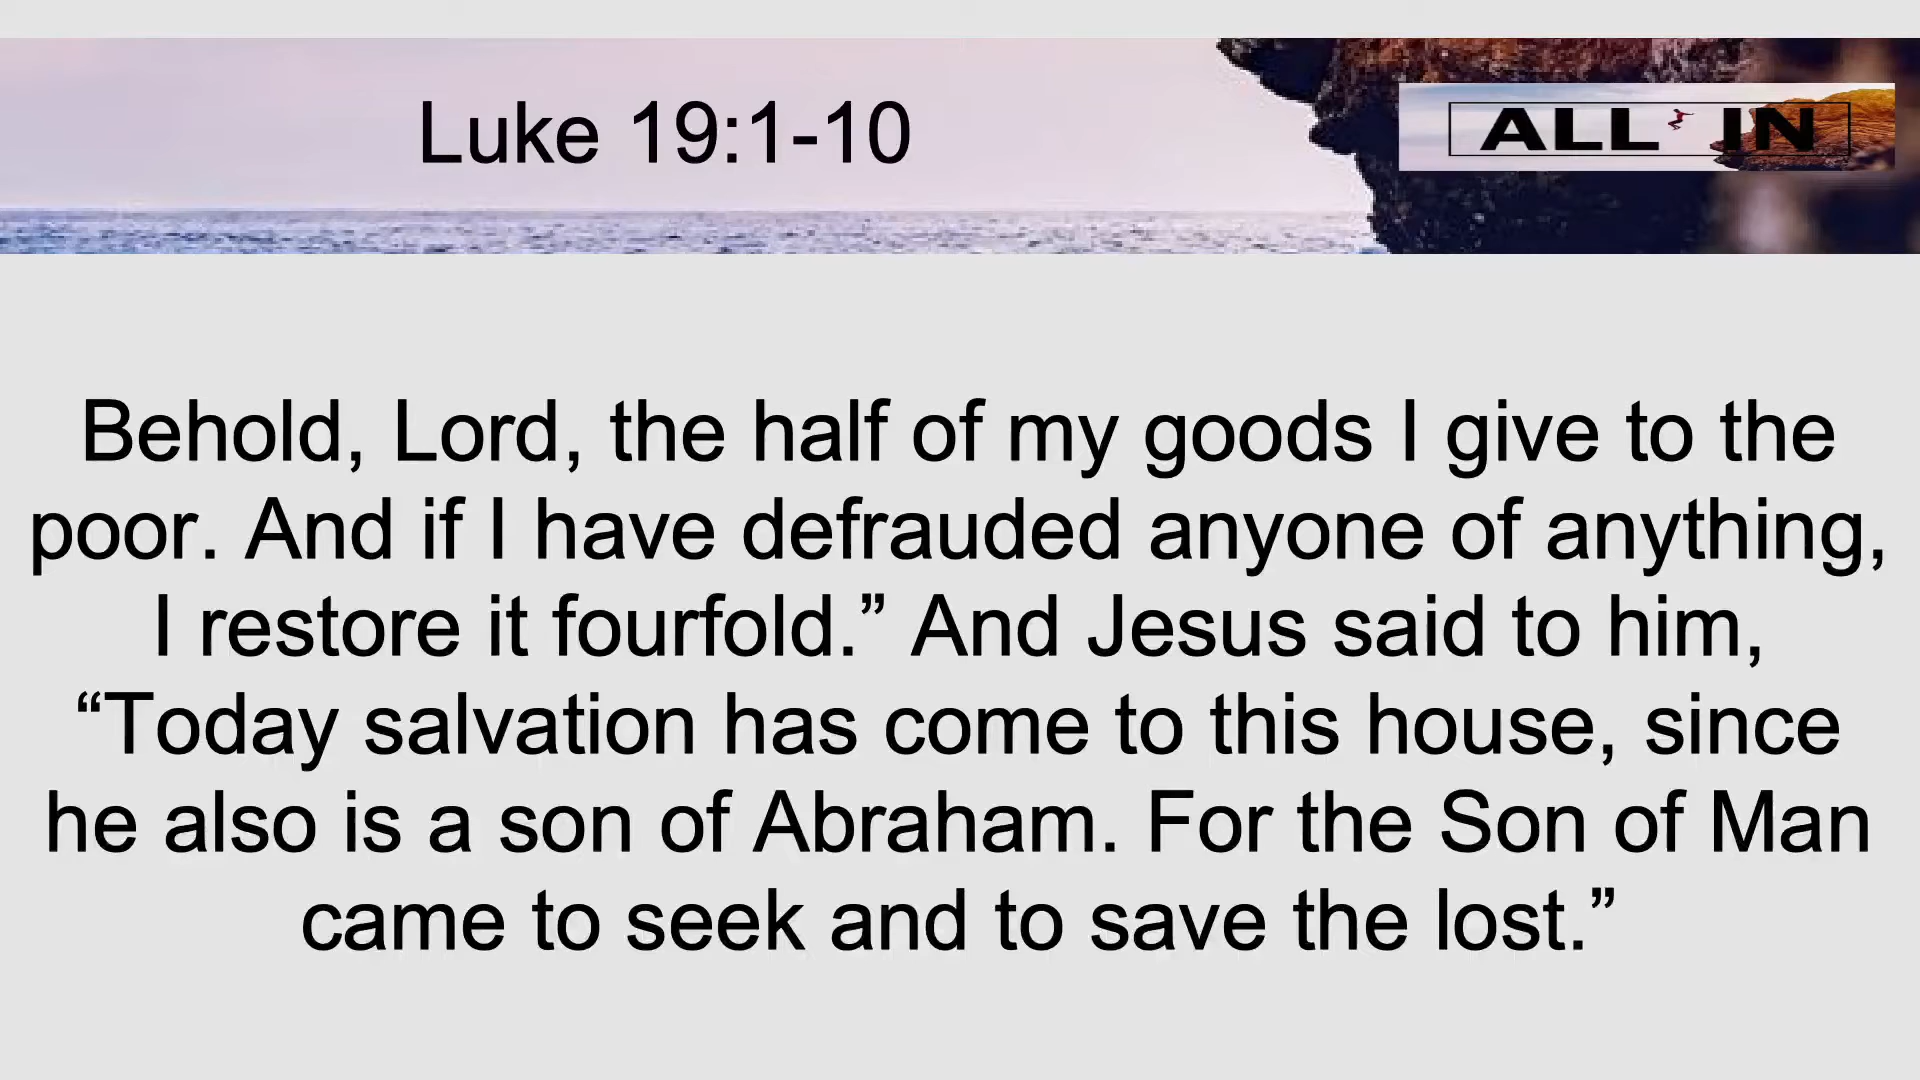 Luke 19:1-10
ALL IN
Behold, Lord, the half of my goods I give to the
poor. And if I have defrauded anyone of anything,
I restore it fourfold.” And Jesus said to him,
“Today salvation has come to this house, since
he also is a son of Abraham. For the Son of Man
came to seek and to save the lost.”